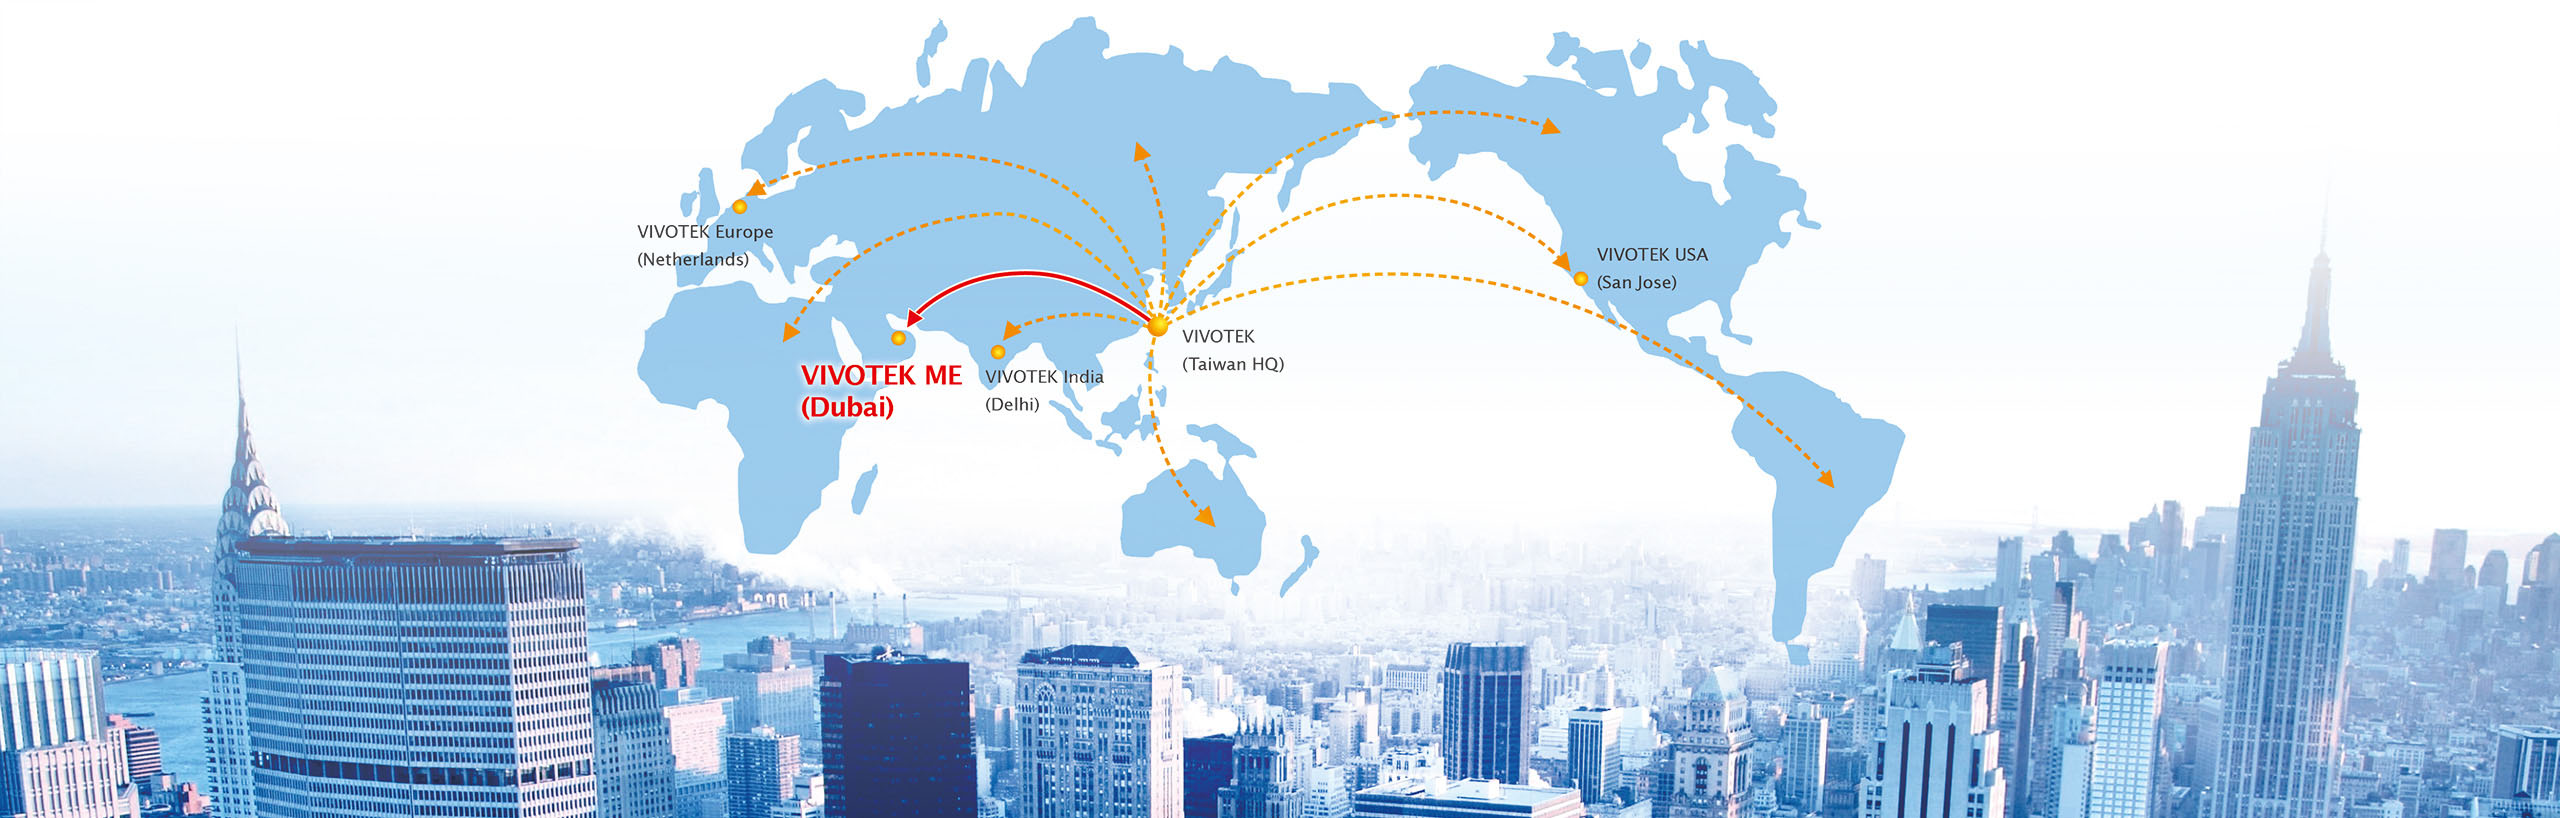 VIVOTEK Europe
(Netherlands)
VIVOTEK USA
(San Jose)
VIVOTEK
(Taiwan HQ)
VIVOTEK ME
(Dubai)
VIVOTEK India
(Delhi)